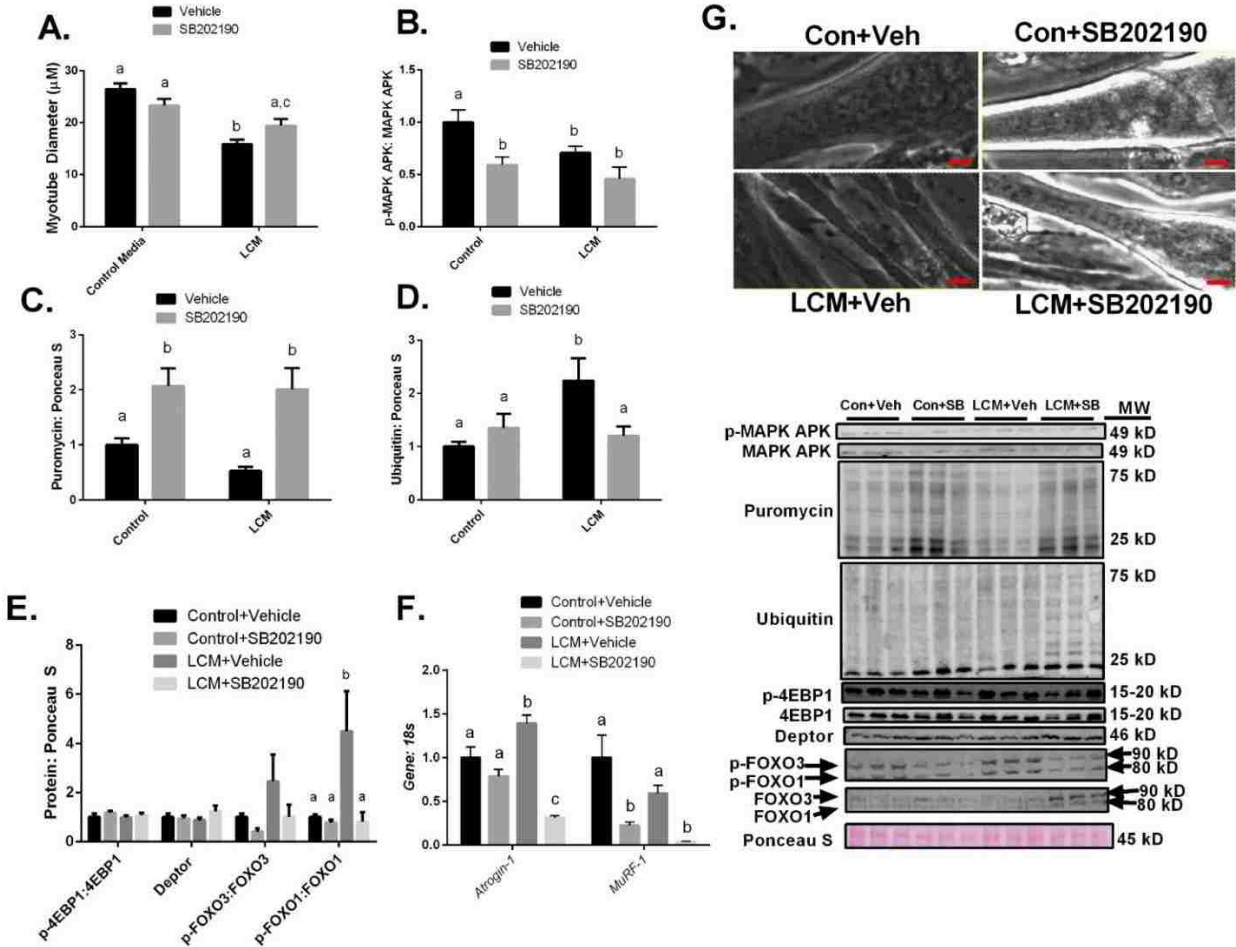 A.
Vehicle
SB202190
Myotube Diameter (μM)
30
20
10
0
a
a
b
a,c
Control Media
LCM
B.
Vehicle
SB202190
p-MAPK APK: MAPK APK
1.5
1.0
0.5
0.0
a
b
b
b
Control
LCM
C.
Vehicle
SB202190
Puromycin: Ponceau S
3
2
1
0
a
b
a
b
Control
LCM
D.
Vehicle
SB202190
Ubiquitin: Ponceau S
3
2
1
0
a
a
b
a
Control
LCM
E.
Control+Vehicle
Control+SB202190
LCM+Vehicle
LCM+SB202190
Protein: Ponceau S
8
6
4
2
0
a
a
b
a
p-4EBP1:4EBP1
Deptor
p-FOXO3:FOXO3
p-FOXO1:FOXO1
F.
Control+Vehicle
Control+SB202190
LCM+Vehicle
LCM+SB202190
Gene: 18s
2.0
1.5
1.0
0.5
0.0
a
a
b
c
a
b
a
b
Atrogin-1
MuRF-1
G.
Con+Veh
Con+SB202190
LCM+Veh
LCM+SB202190
Con+Veh Con+SB LCM+Veh LCM+SB MW
p-MAPK APK 49 kD
MAPK APK 49 kD
75 kD
Puromycin
25 kD
75 kD
Ubiquitin
25 kD
p-4EBP1 15-20 kD
4EBP1 15-20 kD
Deptor 46 kD
p-FOXO3 90 kD
p-FOXO1 80 kD
FOXO3 90 kD
FOXO1 80 kD
Ponceau S 45 kD